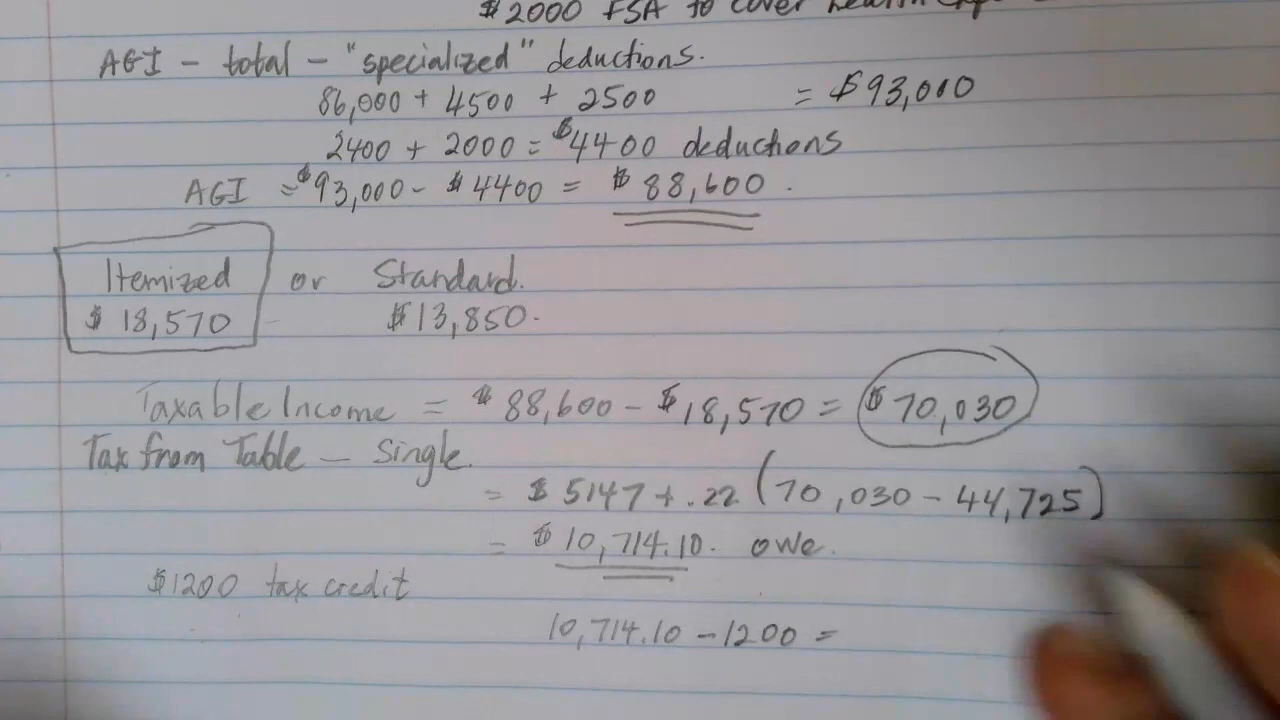 $2000 FSA to cover health
AGI - total - "specialized" deductions.
86,000 + 4500 + 2500 = $93,000
2400 + 2000 = $4400 deductions
AGI = $93,000 - $4400 = $88,600.
Itemized or Standard.
$18,570 $13,850.
Taxable Income = $88,600 - $18,570 = $70,030
Tax from Table - Single.
= $5147 + .22 (70,030 - 44,725)
= $10,714.10. owe.
$1200 tax credit
10,714.10 - 1200 =